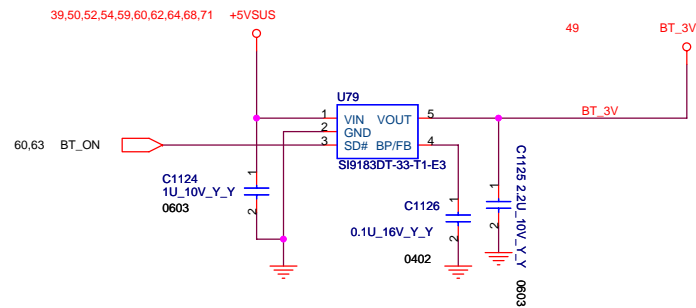 39,50,52,54,59,60,62,64,68,71 +5VSUS
49 BT_3V
U79
1 VIN VOUT 5
BT_3V
2 GND
60,63 BT_ON
3 SD# BP/FB 4
SI9183DT-33-T1-E3
1
C1124
1U_10V_Y_Y
2
0603
1
C1126
0.1U_16V_Y_Y
2
0402
1
2
C1125 2.2U_10V_Y_Y 0603